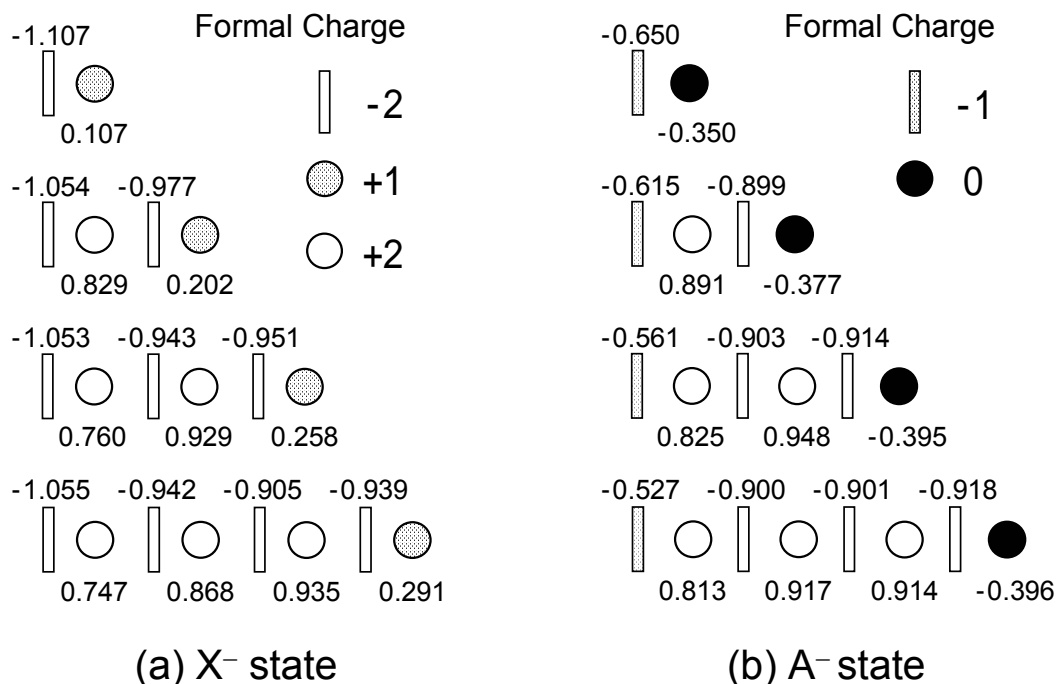 Formal Charge
-1.107
-2
0.107
+1
-1.054 -0.977
+2
0.829 0.202
-1.053 -0.943 -0.951
0.760 0.929 0.258
-1.055 -0.942 -0.905 -0.939
0.747 0.868 0.935 0.291
(a) X⁻ state
Formal Charge
-0.650
-1
-0.350
0
-0.615 -0.899
0.891 -0.377
-0.561 -0.903 -0.914
0.825 0.948 -0.395
-0.527 -0.900 -0.901 -0.918
0.813 0.917 0.914 -0.396
(b) A⁻ state